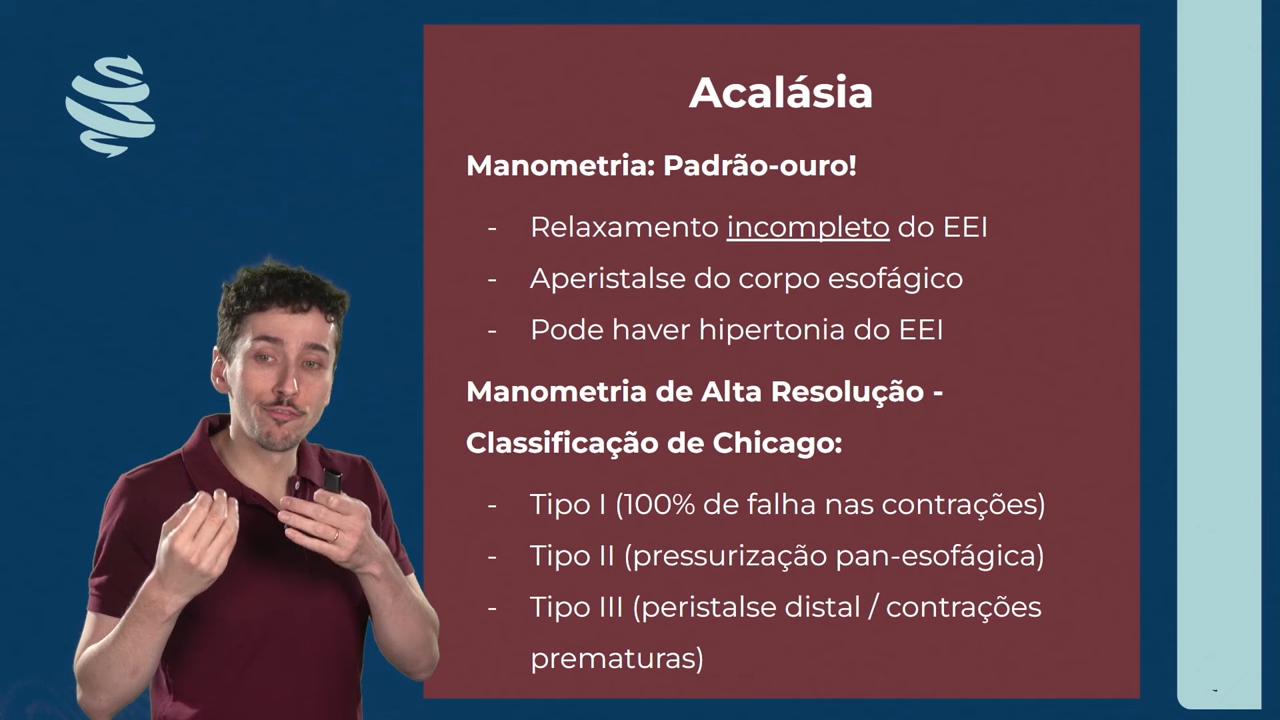 Acalásia
Manometria: Padrão-ouro!
- Relaxamento incompleto do EEI
- Aperistalse do corpo esofágico
- Pode haver hipertonia do EEI
Manometria de Alta Resolução -
Classificação de Chicago:
- Tipo I (100% de falha nas contrações)
- Tipo II (pressurização pan-esofágica)
- Tipo III (peristalse distal / contrações
prematuras)